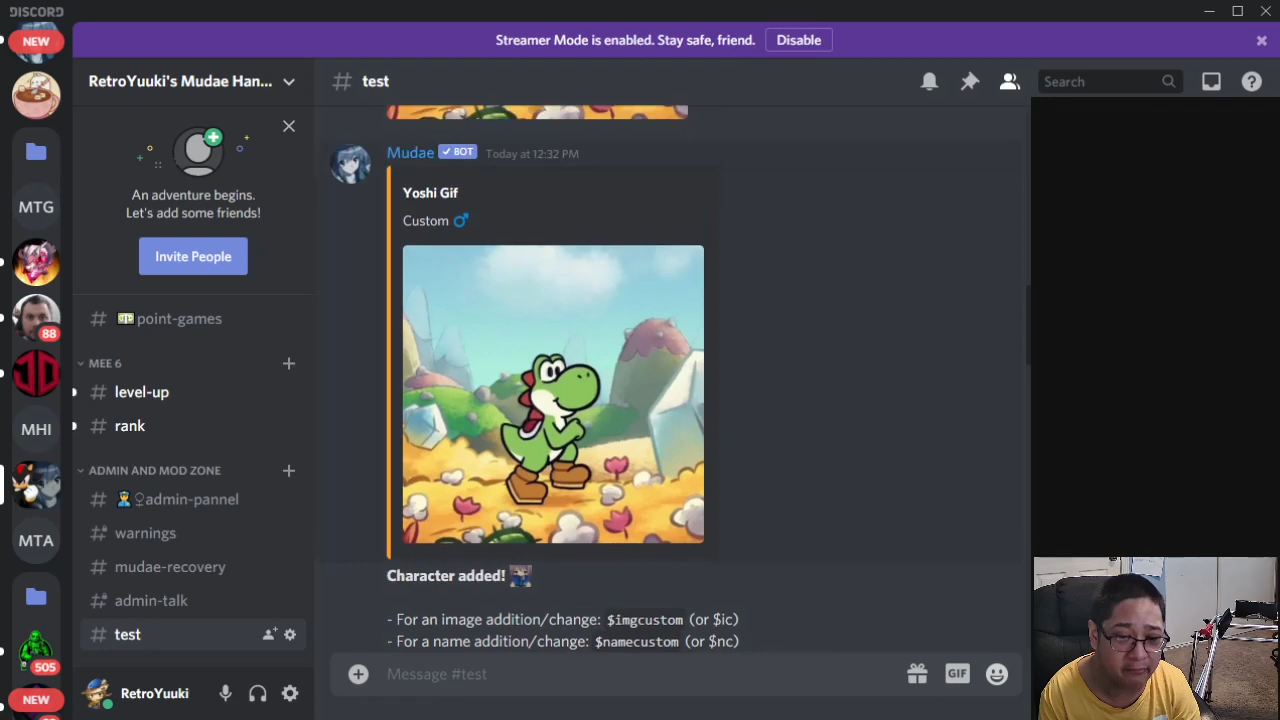 DISCORD
NEW
Streamer Mode is enabled. Stay safe, friend.
Disable
RetroYuuki's Mudae Han...
test
Search
An adventure begins.
Let's add some friends!
Invite People
MTG
88
MHI
MTA
505
NEW
point-games
MEE 6
level-up
rank
ADMIN AND MOD ZONE
admin-pannel
warnings
mudae-recovery
admin-talk
test
RetroYuuki
Mudae BOT Today at 12:32 PM
Yoshi Gif
Custom ♂
Character added!
- For an image addition/change: $imgcustom (or $ic)
- For a name addition/change: $namecustom (or $nc)
Message #test
GIF